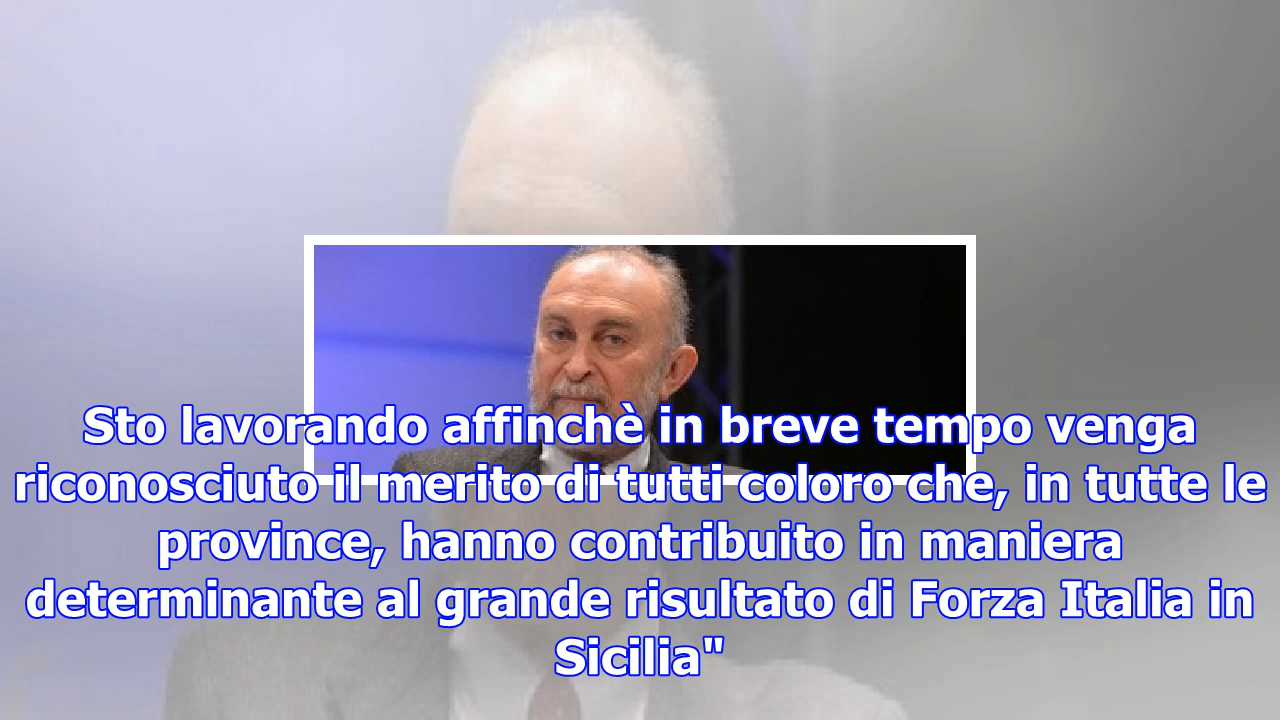 Sto lavorando affinchè in breve tempo venga
riconosciuto il merito di tutti coloro che, in tutte le
province, hanno contribuito in maniera
determinante al grande risultato di Forza Italia in
Sicilia"